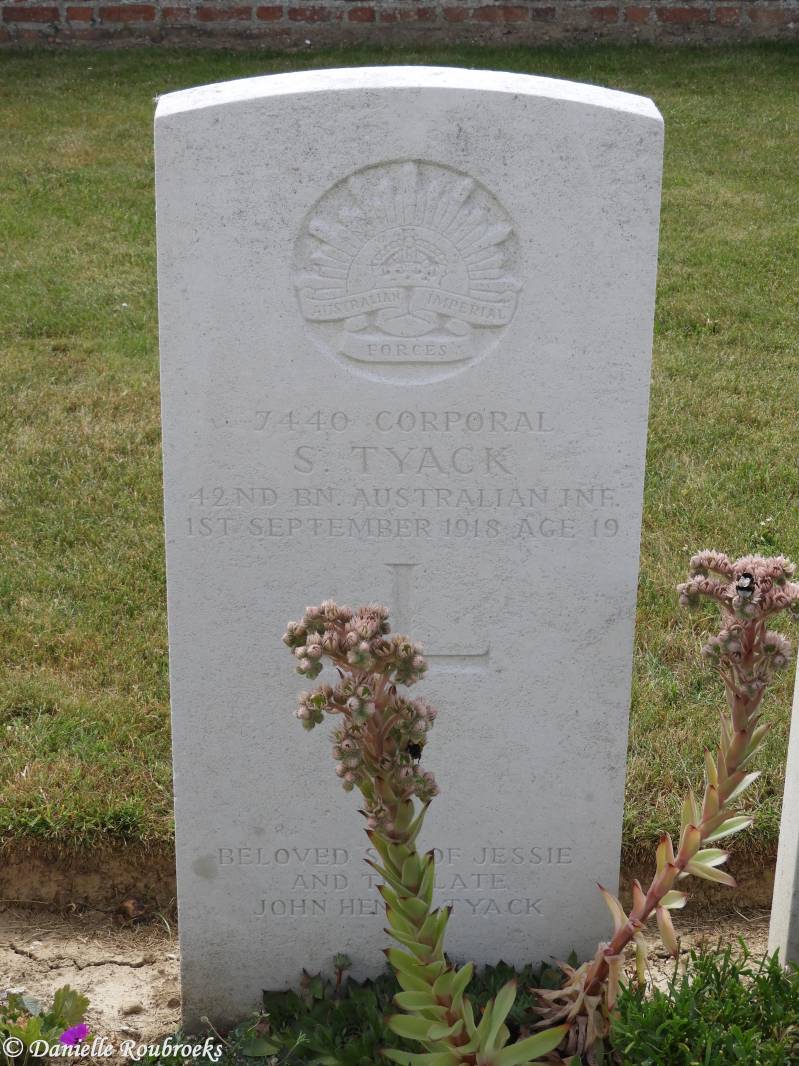 AUSTRALIAN IMPERIAL
FORCES
7440 CORPORAL
S. TYACK
42ND BN. AUSTRALIAN INF.
1ST SEPTEMBER 1918 AGE 19
BELOVED OF JESSIE
AND LATE
JOHN TYACK
©Danielle Roubroeks